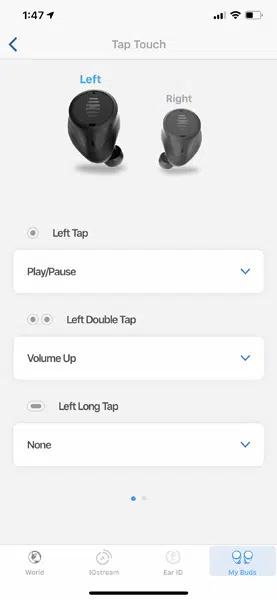 1:47
Tap Touch
Left
Right
Left Tap
Play/Pause
Left Double Tap
Volume Up
Left Long Tap
None
World
IQstream
Ear ID
My Buds